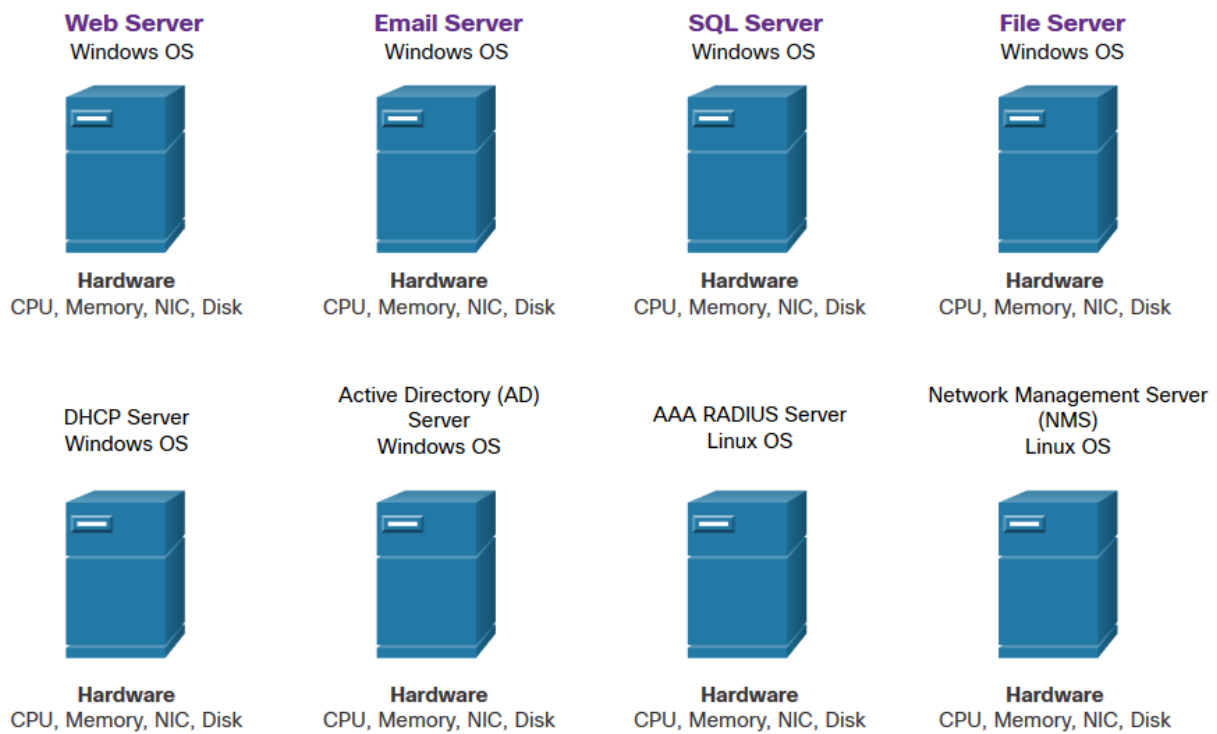 Web Server
Windows OS
Email Server
Windows OS
SQL Server
Windows OS
File Server
Windows OS
Hardware
CPU, Memory, NIC, Disk
Hardware
CPU, Memory, NIC, Disk
Hardware
CPU, Memory, NIC, Disk
Hardware
CPU, Memory, NIC, Disk
DHCP Server
Windows OS
Active Directory (AD)
Server
Windows OS
AAA RADIUS Server
Linux OS
Network Management Server
(NMS)
Linux OS
Hardware
CPU, Memory, NIC, Disk
Hardware
CPU, Memory, NIC, Disk
Hardware
CPU, Memory, NIC, Disk
Hardware
CPU, Memory, NIC, Disk